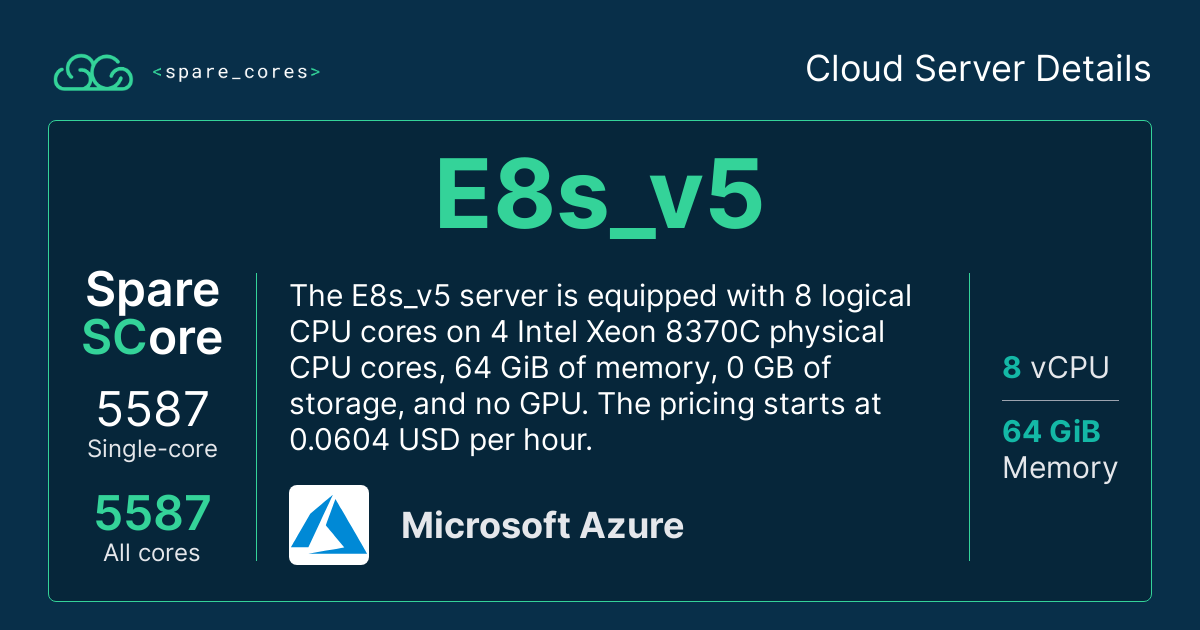 <spare_cores>
Cloud Server Details
E8s_v5
Spare
SCore
5587
Single-core
5587
All cores
The E8s_v5 server is equipped with 8 logical
CPU cores on 4 Intel Xeon 8370C physical
CPU cores, 64 GiB of memory, 0 GB of
storage, and no GPU. The pricing starts at
0.0604 USD per hour.
Microsoft Azure
8 vCPU
64 GiB
Memory